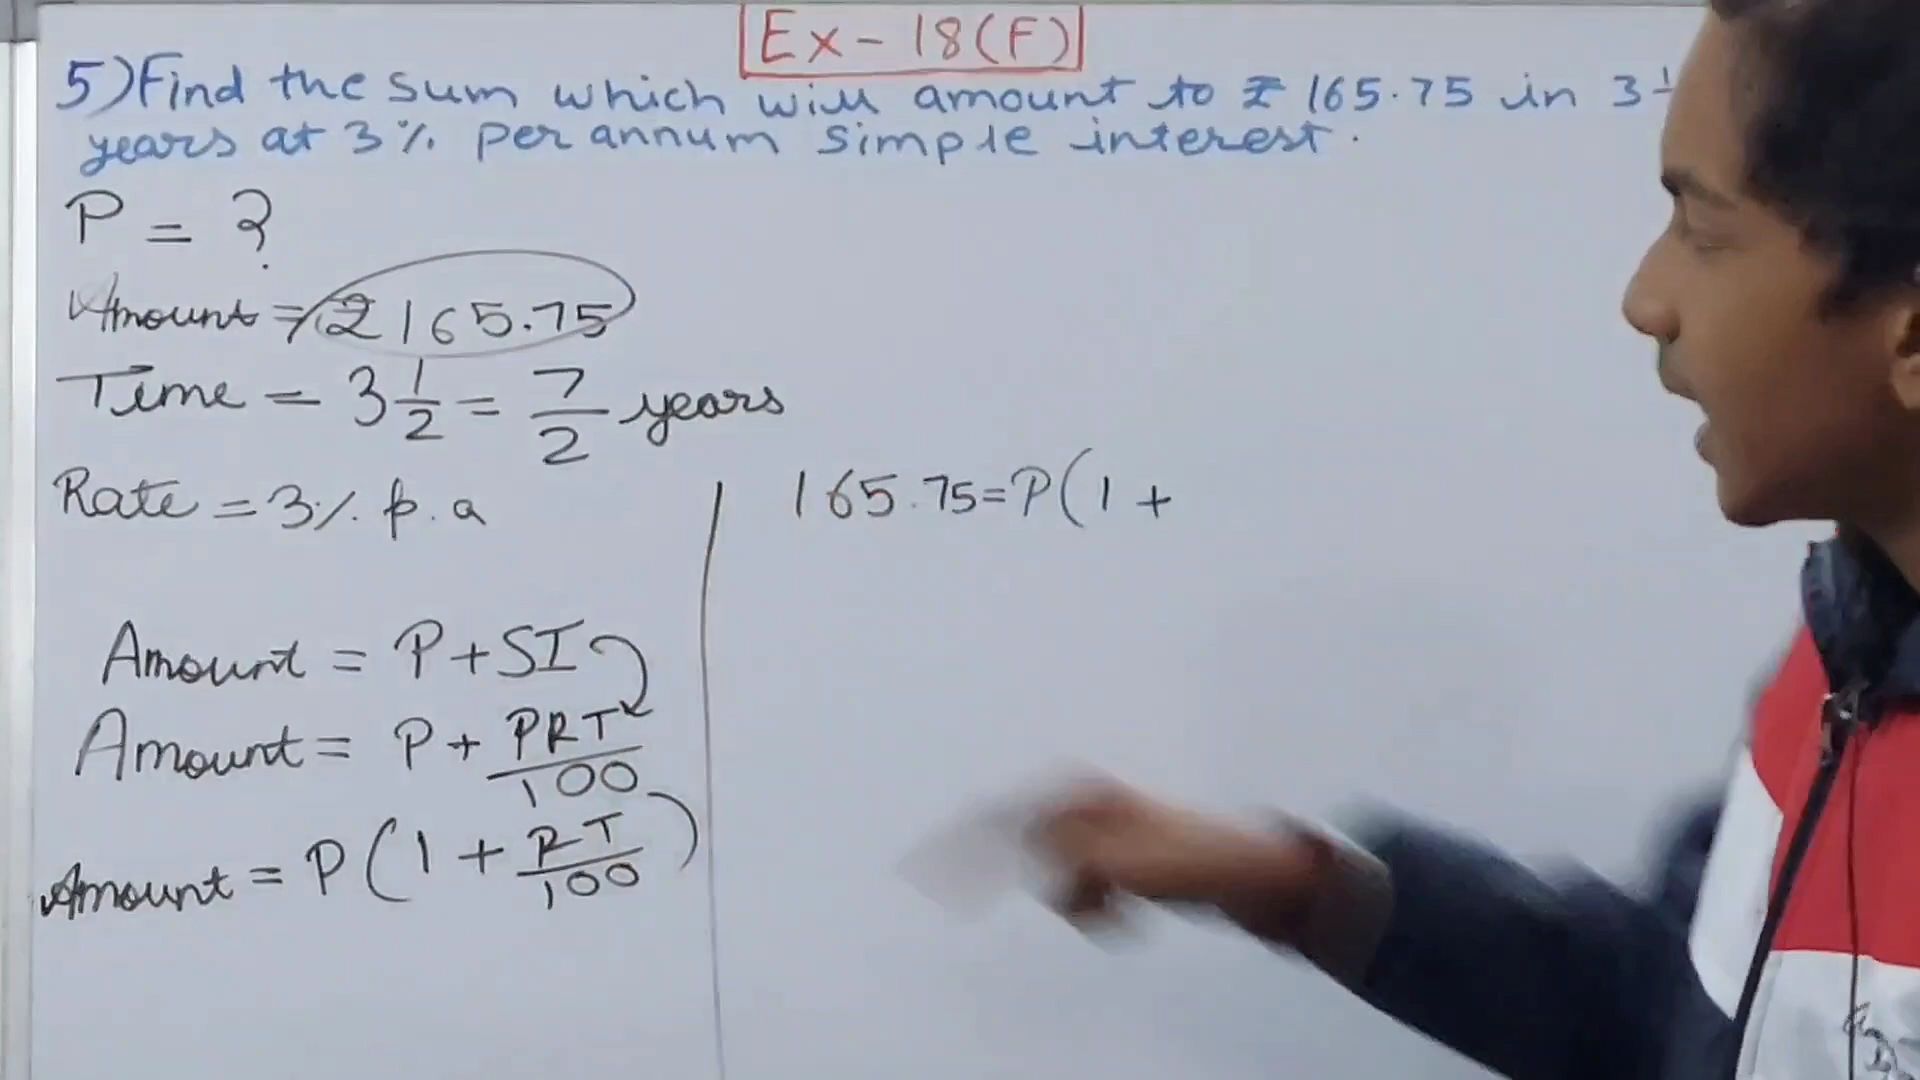 Ex - 18(F)
5) Find the sum which will amount to ₹ 165.75 in 3 1
years at 3% per annum simple interest.
P = ?
Amount = ₹165.75
Time = 3 1/2 = 7/2 years
Rate = 3% p.a
165.75 = P(1 +
Amount = P + SI
Amount = P + PRT/100
Amount = P(1 + RT/100)